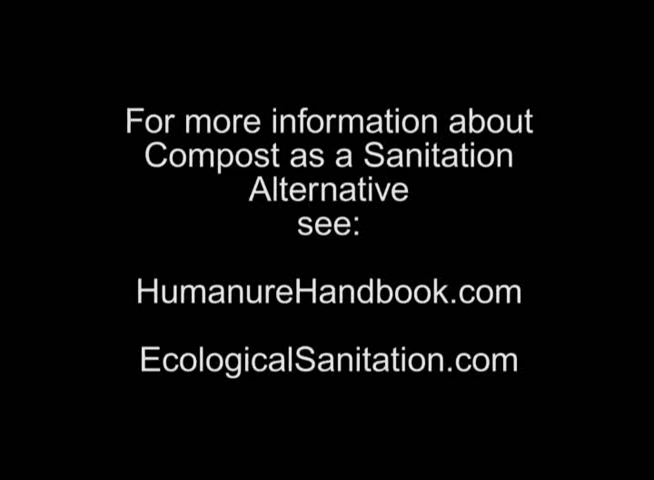 For more information about
Compost as a Sanitation
Alternative
see:
HumanureHandbook.com
EcologicalSanitation.com